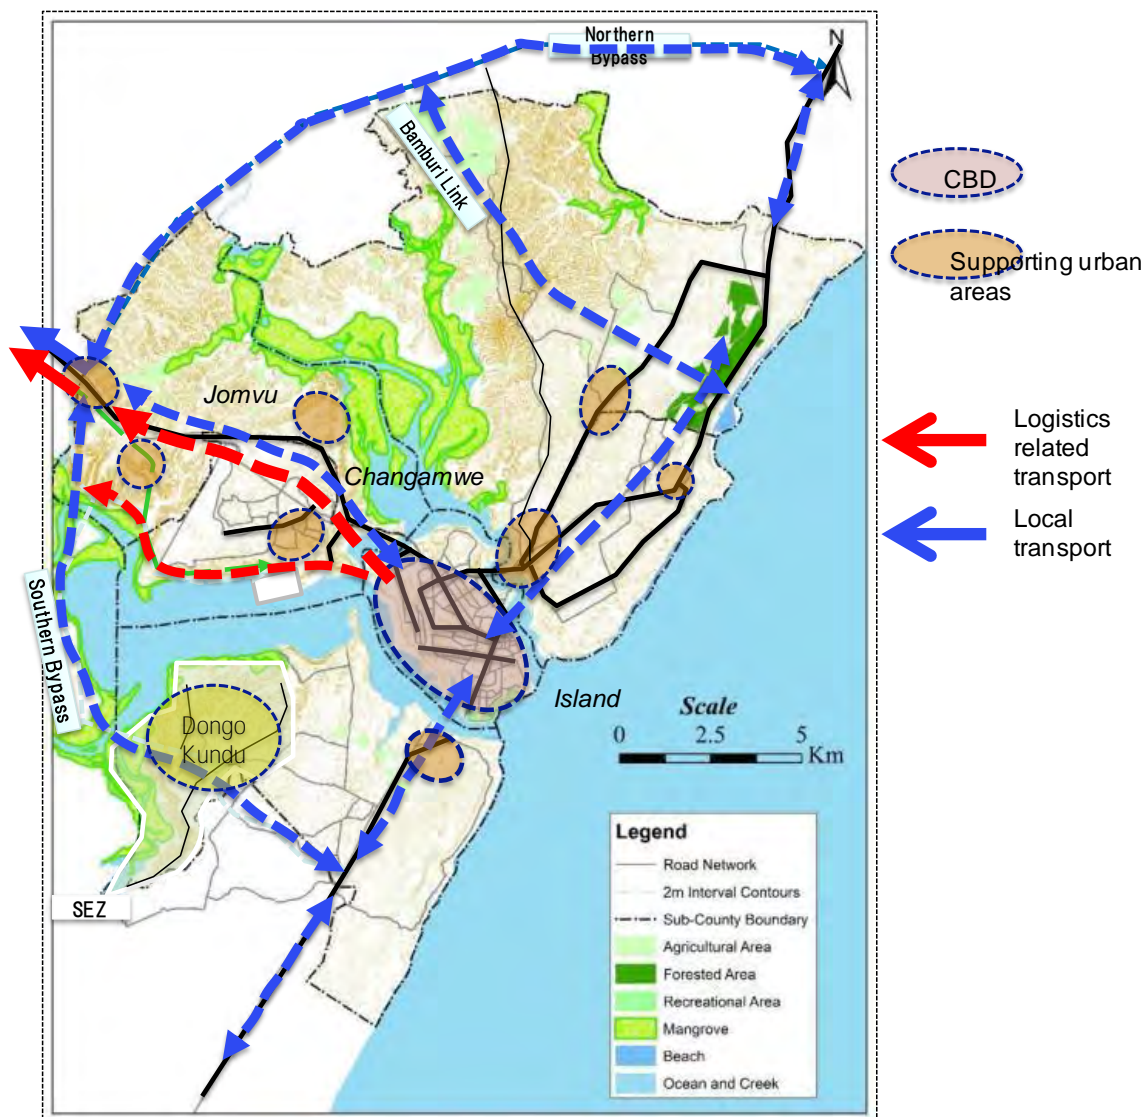 Northern
Bypass
N
Bamburi Link
CBD
Supporting urban
areas
Jomvu
Changamwe
Logistics
related
transport
Local
transport
Southern Bypass
Island
Dongo
Kundu
SEZ
Scale
0 2.5 5
Km
Legend
Road Network
2m Interval Contours
Sub-County Boundary
Agricultural Area
Forested Area
Recreational Area
Mangrove
Beach
Ocean and Creek